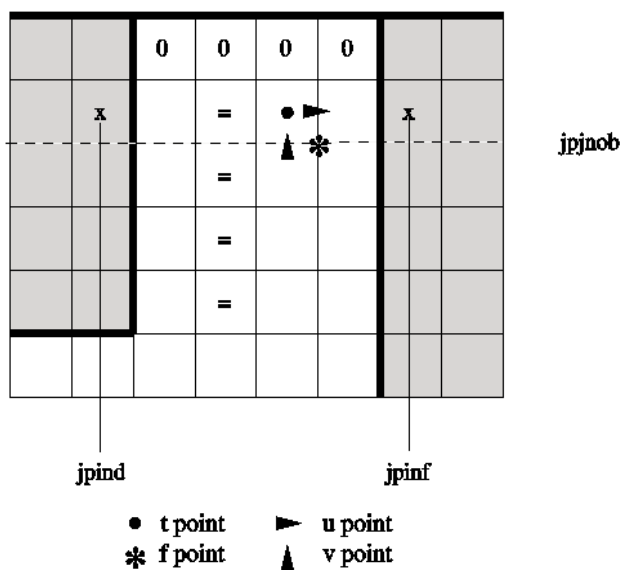 0 0 0 0
x = x
jpjnob
=
=
=
jpind jpinf
t point u point
f point v point